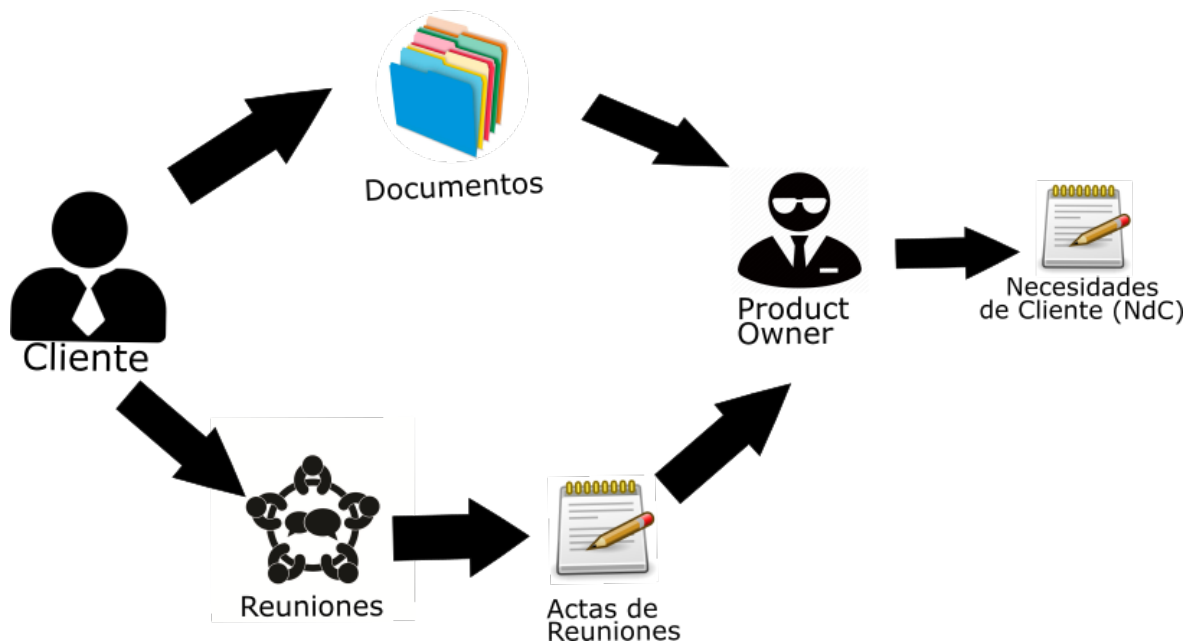 Documentos
Cliente
Product
Owner
Necesidades
de Cliente (NdC)
Reuniones
Actas de
Reuniones